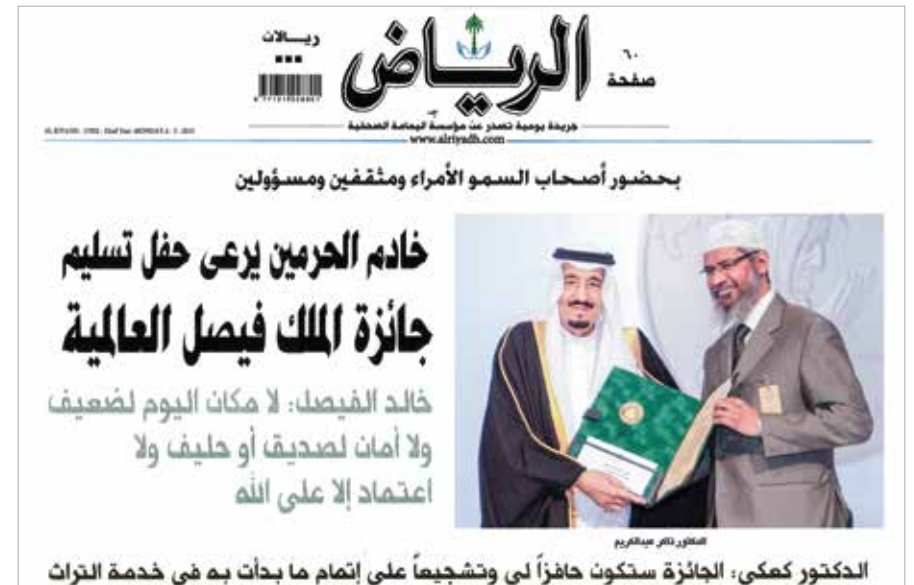 ريـالات
الرياض
٦٠
صفحة
جريدة يومية تصدر عن مؤسسة اليمامة الصحفية
www.alriyadh.com
بحضور أصحاب السمو الأمراء ومثقفين ومسؤولين
خادم الحرمين يرعى حفل تسليم
جائزة الملك فيصل العالمية
خالد الفيصل: لا مكان اليوم لضعيف
ولا أمان لصديق أو حليف ولا
اعتماد إلا على الله
الدكتور ذاكر عبدالكريم
الدكتور كعكي: الجائزة ستكون حافزاً لي وتشجيعاً على إتمام ما بدأت به في خدمة التراث